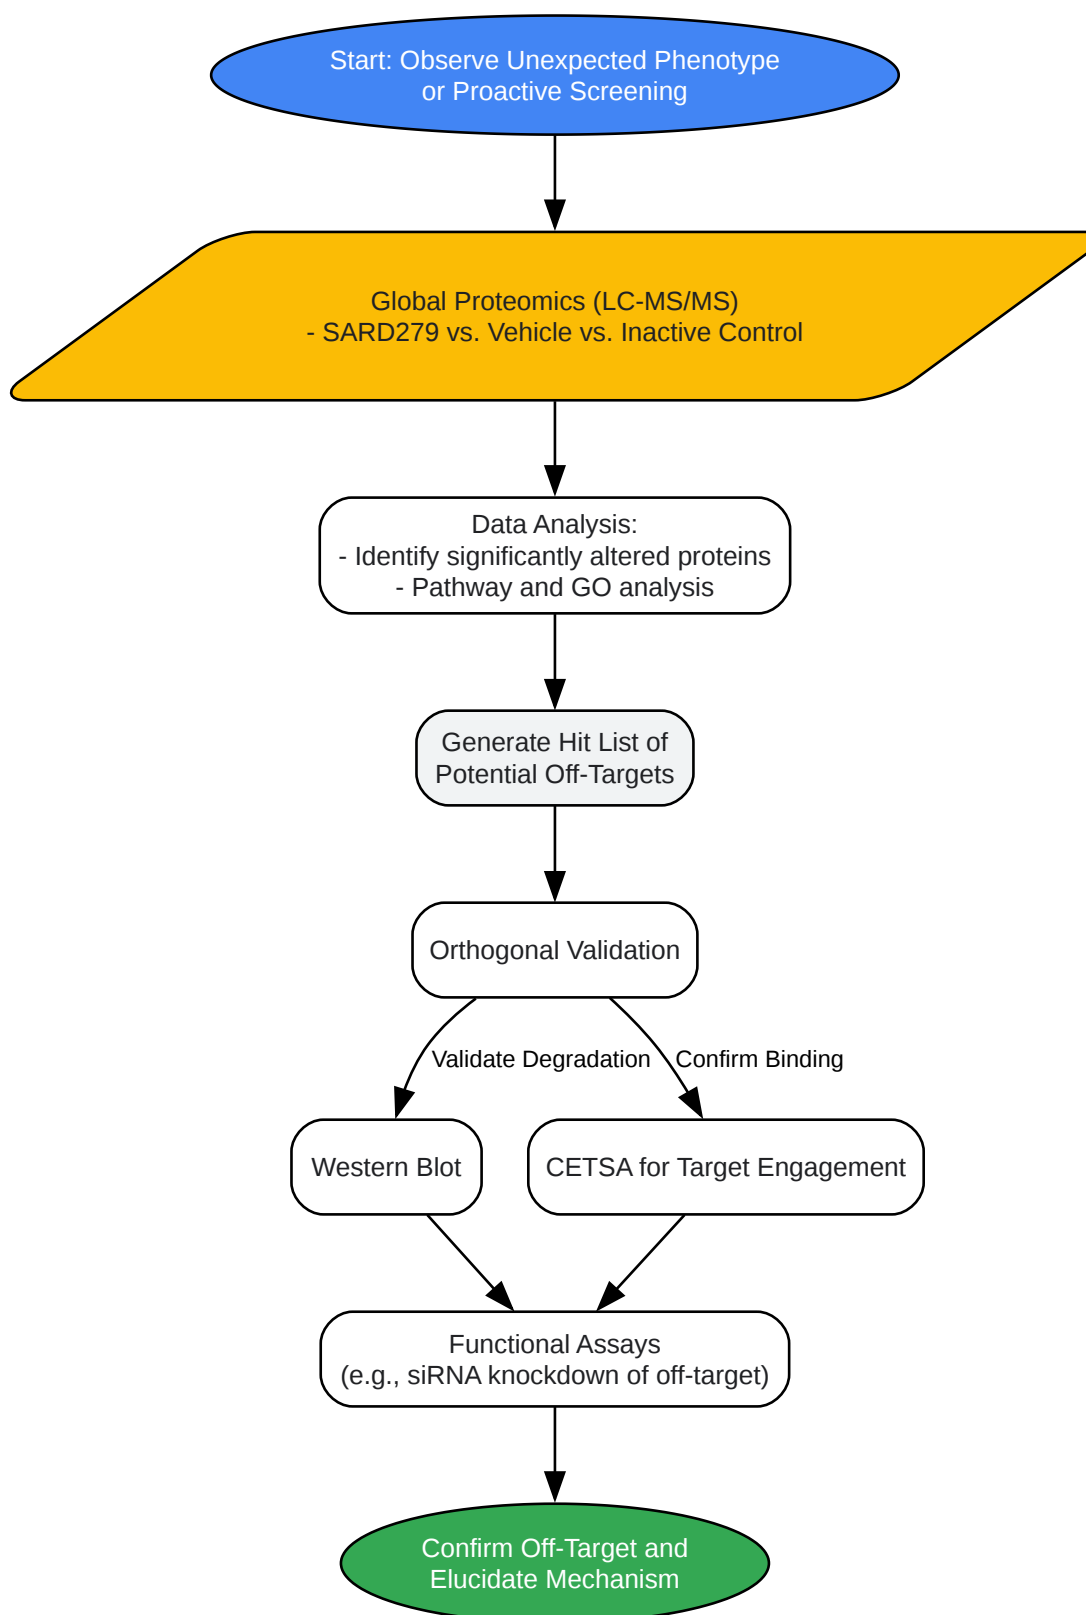 Start: Observe Unexpected Phenotype
or Proactive Screening
Global Proteomics (LC-MS/MS)
- SARD279 vs. Vehicle vs. Inactive Control
Data Analysis:
- Identify significantly altered proteins
- Pathway and GO analysis
Generate Hit List of
Potential Off-Targets
Orthogonal Validation
Validate Degradation
Confirm Binding
Western Blot
CETSA for Target Engagement
Functional Assays
(e.g., siRNA knockdown of off-target)
Confirm Off-Target and
Elucidate Mechanism